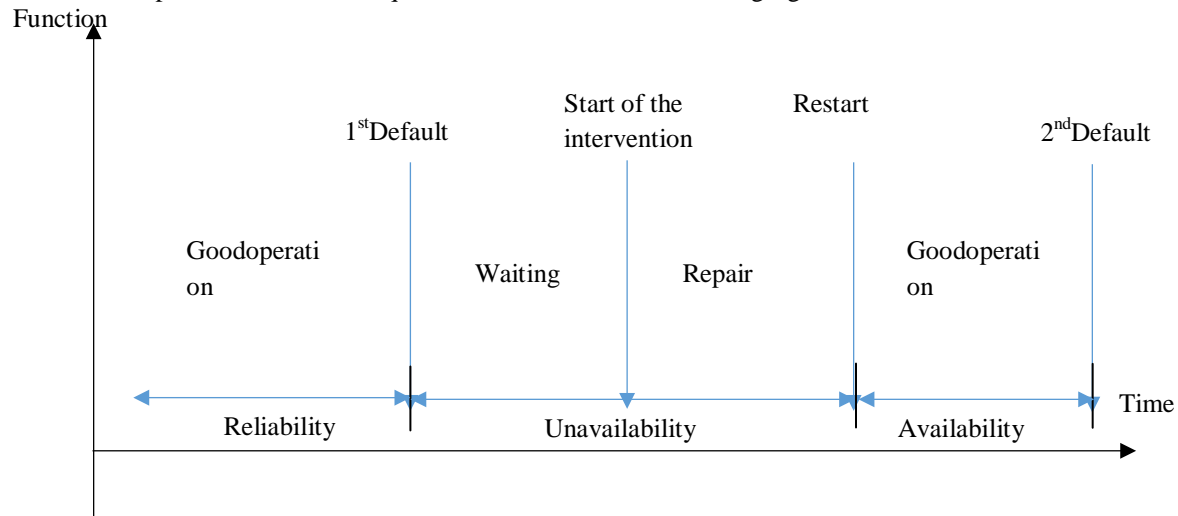 Function
Start of the
intervention
Restart
1stDefault
2ndDefault
Goodoperati
on
Waiting
Repair
Goodoperati
on
Time
Reliability
Unavailability
Availability